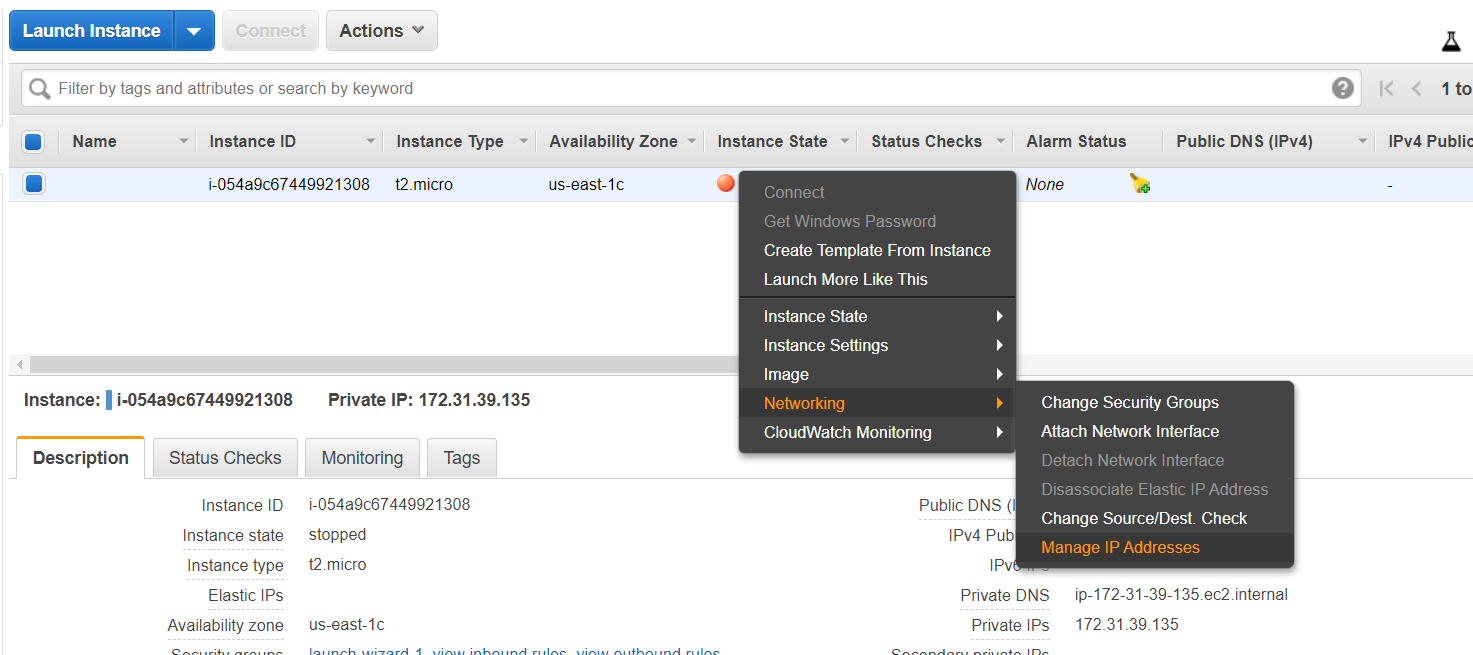 Launch Instance Connect Actions
Filter by tags and attributes or search by keyword 1 to
Name Instance ID Instance Type Availability Zone Instance State Status Checks Alarm Status Public DNS (IPv4) IPv4 Public
i-054a9c67449921308 t2.micro us-east-1c None -
Connect
Get Windows Password
Create Template From Instance
Launch More Like This
Instance State
Instance Settings
Image
Networking
CloudWatch Monitoring
Change Security Groups
Attach Network Interface
Detach Network Interface
Disassociate Elastic IP Address
Change Source/Dest. Check
Manage IP Addresses
Instance: i-054a9c67449921308 Private IP: 172.31.39.135
Description Status Checks Monitoring Tags
Instance ID i-054a9c67449921308
Instance state stopped
Instance type t2.micro
Elastic IPs
Availability zone us-east-1c
Security groups launch-wizard-1. view inbound rules. view outbound rules
Public DNS (I
IPv4 Pub
IPv6 IPs
Private DNS ip-172-31-39-135.ec2.internal
Private IPs 172.31.39.135
Secondary private IPs